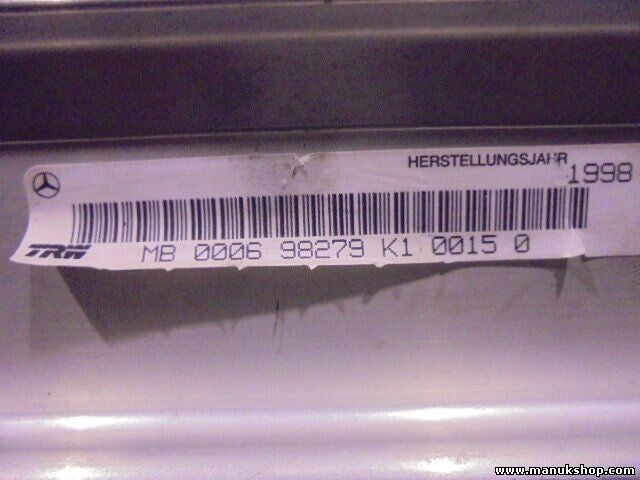 HERSTELLUNGSJAHR
1998
TRW
MB 0006 98279 K1 0015 0
www.manukshop.com